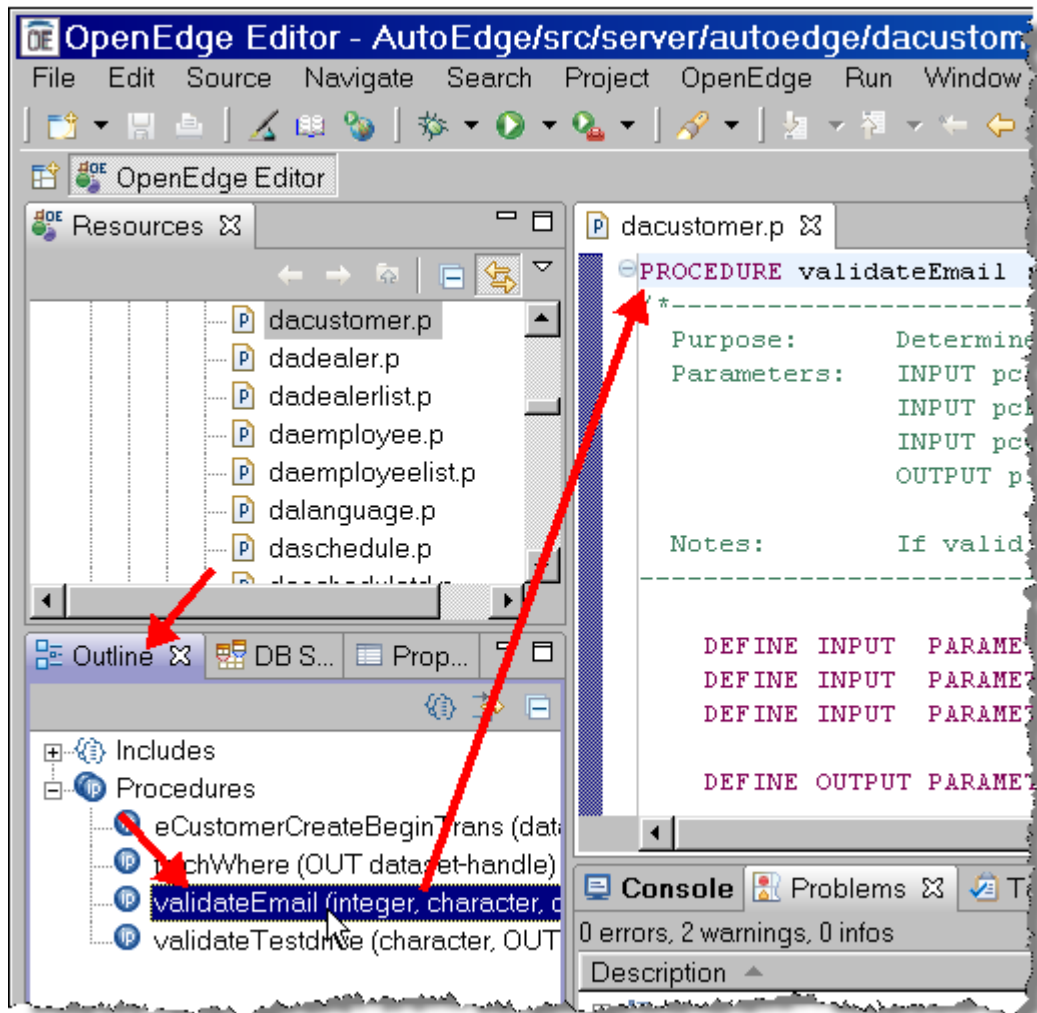 OpenEdge Editor - AutoEdge/src/server/autoedge/dacustom
File Edit Source Navigate Search Project OpenEdge Run Window
OpenEdge Editor
Resources
dacustomer.p
dadealer.p
dadealerlist.p
daemployee.p
daemployeelist.p
dalanguage.p
daschedule.p
Outline DB S... Prop...
Includes
Procedures
eCustomerCreateBeginTrans (data
(OUT dataset-handle)
validateEmail (integer, character, c
validateTestdrive (character, OUT
dacustomer.p
PROCEDURE validateEmail
/*-----------------------
Purpose: Determine
Parameters: INPUT pc
INPUT pc
INPUT pc
OUTPUT p
Notes: If valid
-------------------------
DEFINE INPUT PARAME
DEFINE INPUT PARAMET
DEFINE INPUT PARAME
DEFINE OUTPUT PARAMET
Console Problems
0 errors, 2 warnings, 0 infos
Description